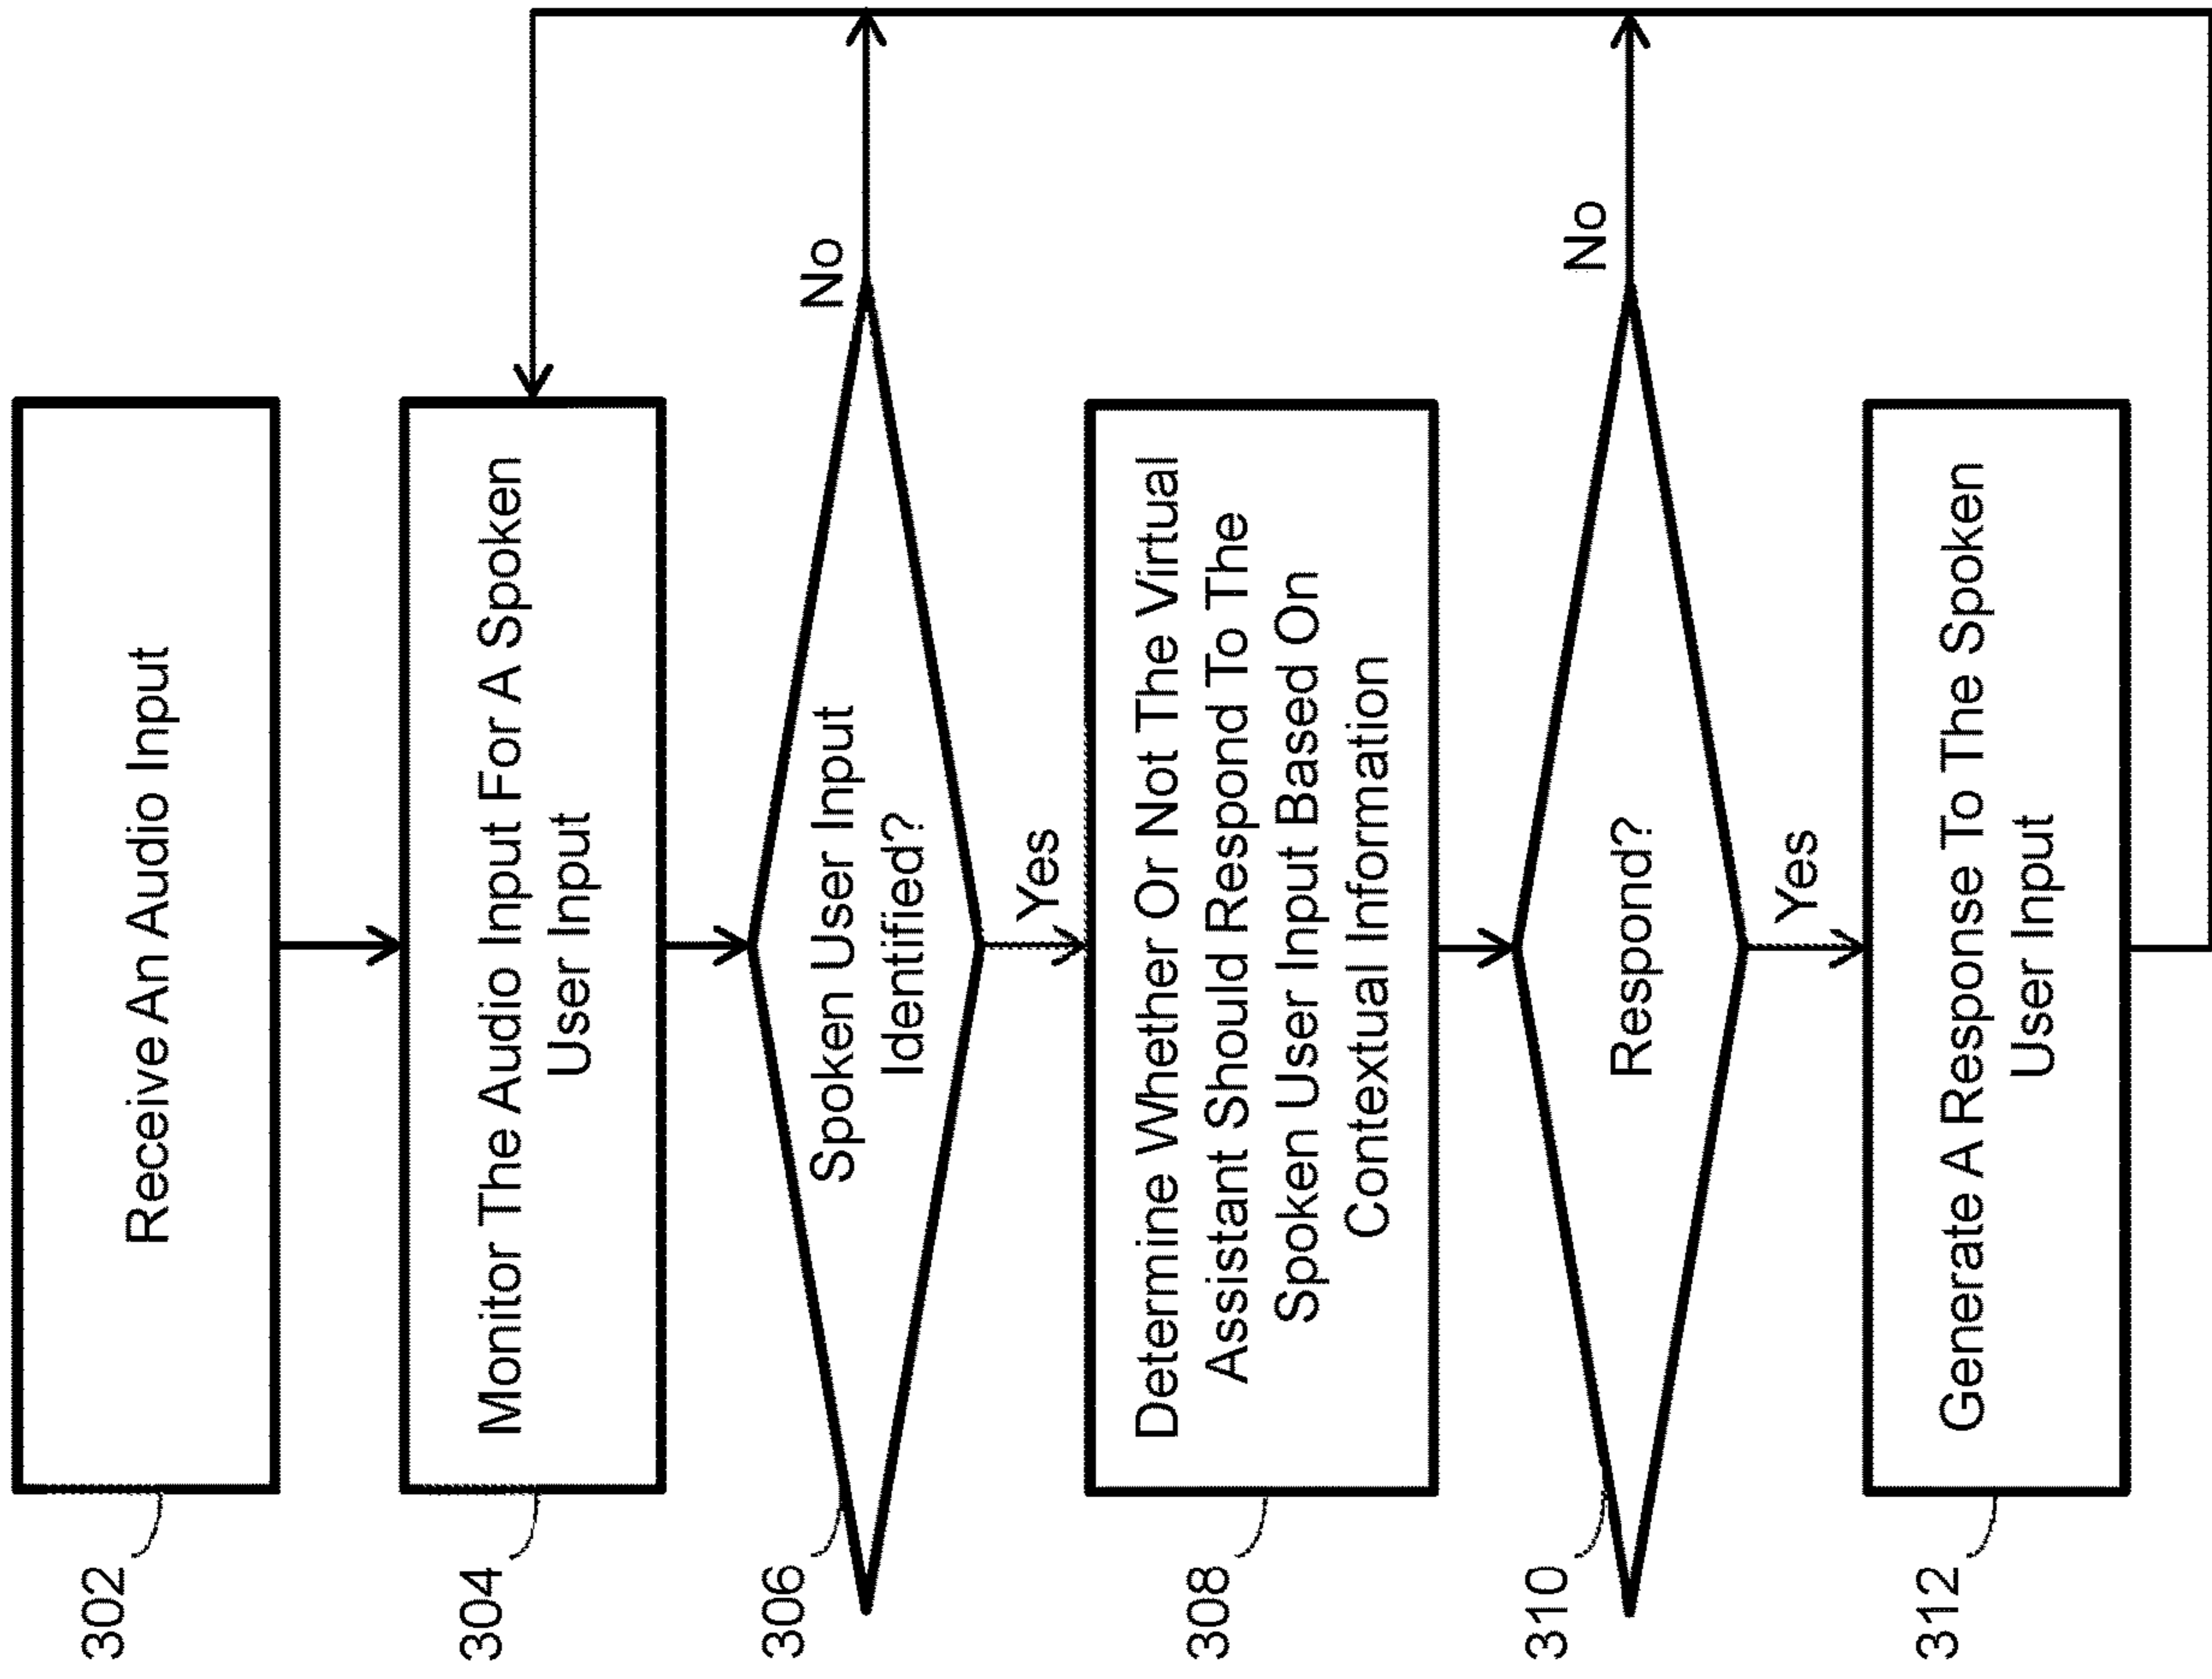 302
Receive An Audio Input
304
Monitor The Audio Input For A Spoken
User Input
306
Spoken User Input
Identified?
No
Yes
308
Determine Whether Or Not The Virtual
Assistant Should Respond To The
Spoken User Input Based On
Contextual Information
310
Respond?
No
Yes
312
Generate A Response To The Spoken
User Input